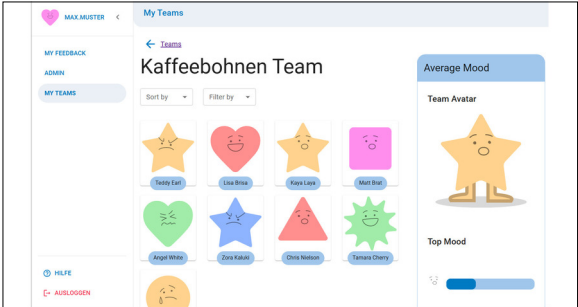 MAX.MUSTER
MY FEEDBACK
ADMIN
MY TEAMS
HILFE
AUSLOGGEN
My Teams
Teams
Kaffeebohnen Team
Sort by
Filter by
Teddy Earl
Lisa Brisa
Kaya Laya
Matt Brat
Angel White
Zora Kakuki
Chris Nielson
Tamara Cherry
Average Mood
Team Avatar
Top Mood